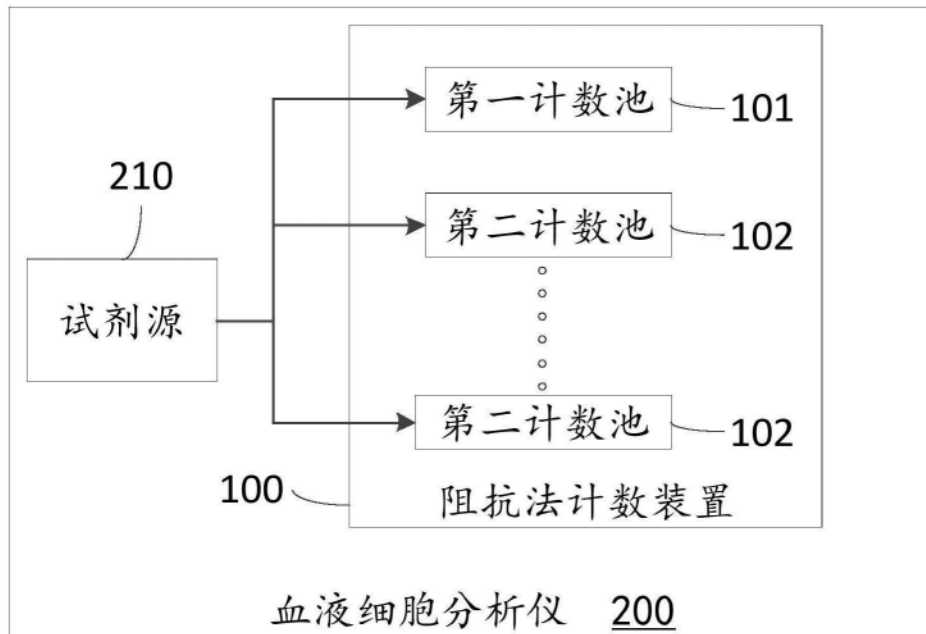 第一计数池 101
210
第二计数池 102
试剂源
第二计数池 102
100
阻抗法计数装置
血液细胞分析仪 200